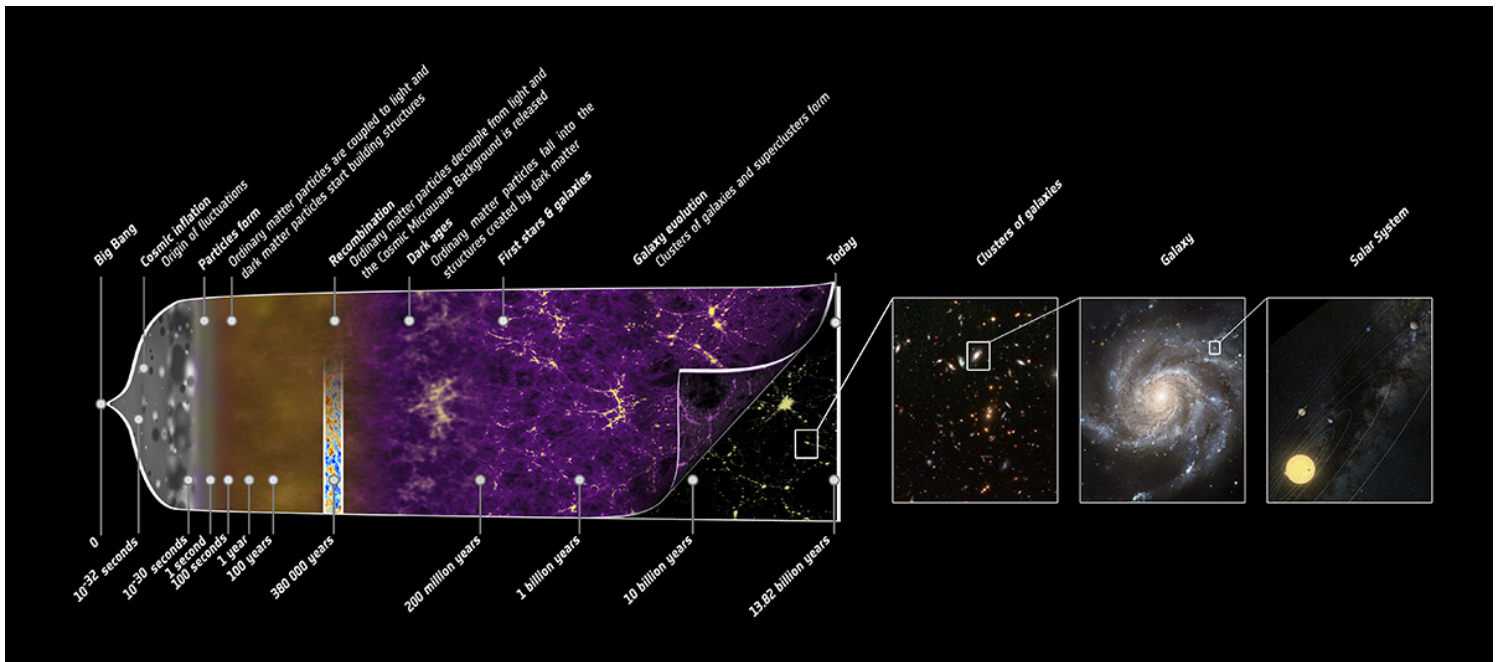 Big Bang
Cosmic Inflation
Origin of fluctuations
Particles form
Ordinary matter particles are coupled to light and
dark matter particles start building structures
Recombination
Ordinary matter particles decouple from light and
the Cosmic Microwave Background is released
Dark ages
Ordinary matter particles fall into the
structures created by dark matter
First stars & galaxies
Galaxy evolution
Clusters of galaxies and superclusters form
Today
Clusters of galaxies
Galaxy
Solar System
0
10⁻³² seconds
10⁻³⁰ seconds
1 second
100 seconds
1 year
100 years
380 000 years
200 million years
1 billion years
10 billion years
13,82 billion years